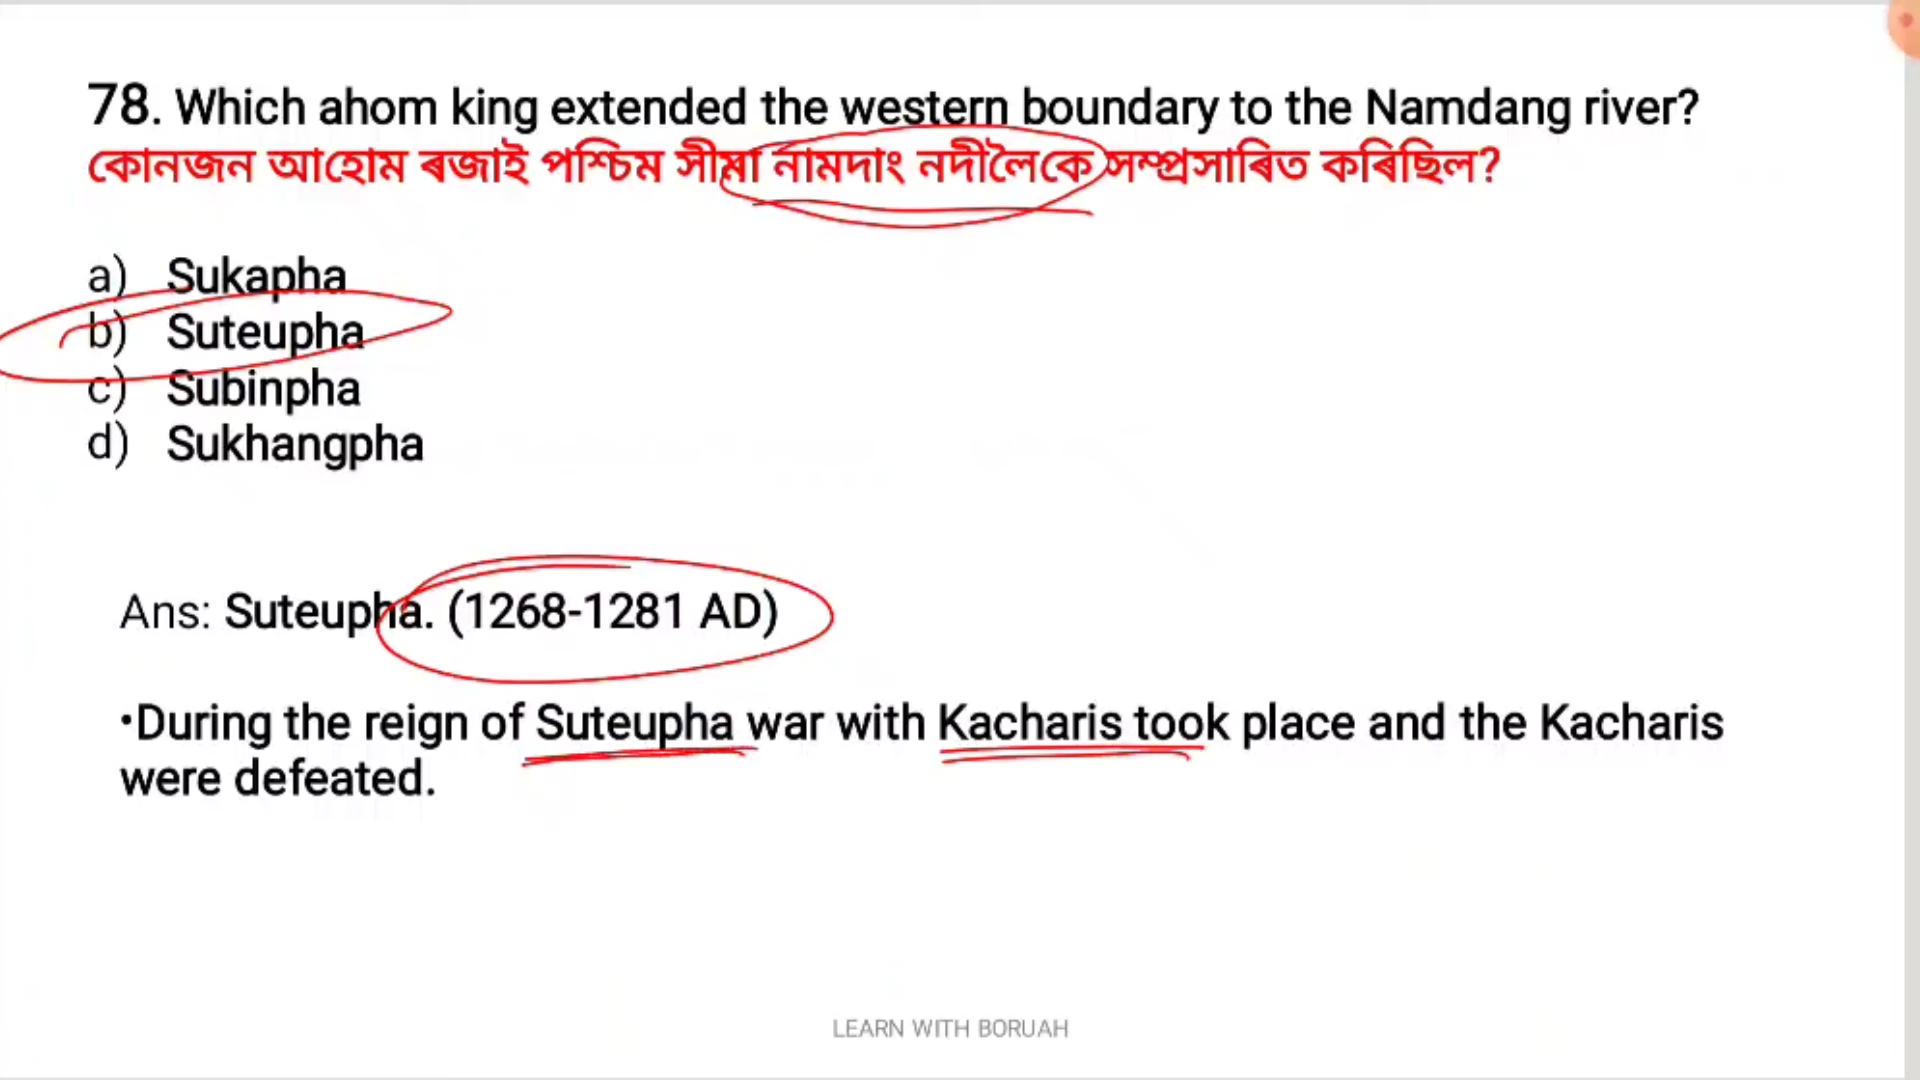 78. Which ahom king extended the western boundary to the Namdang river?
কোনজন আহোম ৰজাই পশ্চিম সীমা নামদাং নদীলৈকে সম্প্ৰসাৰিত কৰিছিল?
a) Sukapha
b) Suteupha
c) Subinpha
d) Sukhangpha
Ans: Suteupha. (1268-1281 AD)
•During the reign of Suteupha war with Kacharis took place and the Kacharis
were defeated.
LEARN WITH BORUAH